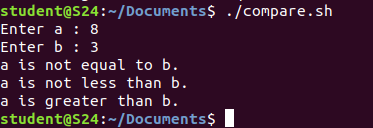 student@S24:~/Documents$ ./compare.sh
Enter a : 8
Enter b : 3
a is not equal to b.
a is not less than b.
a is greater than b.
student@S24:~/Documents$